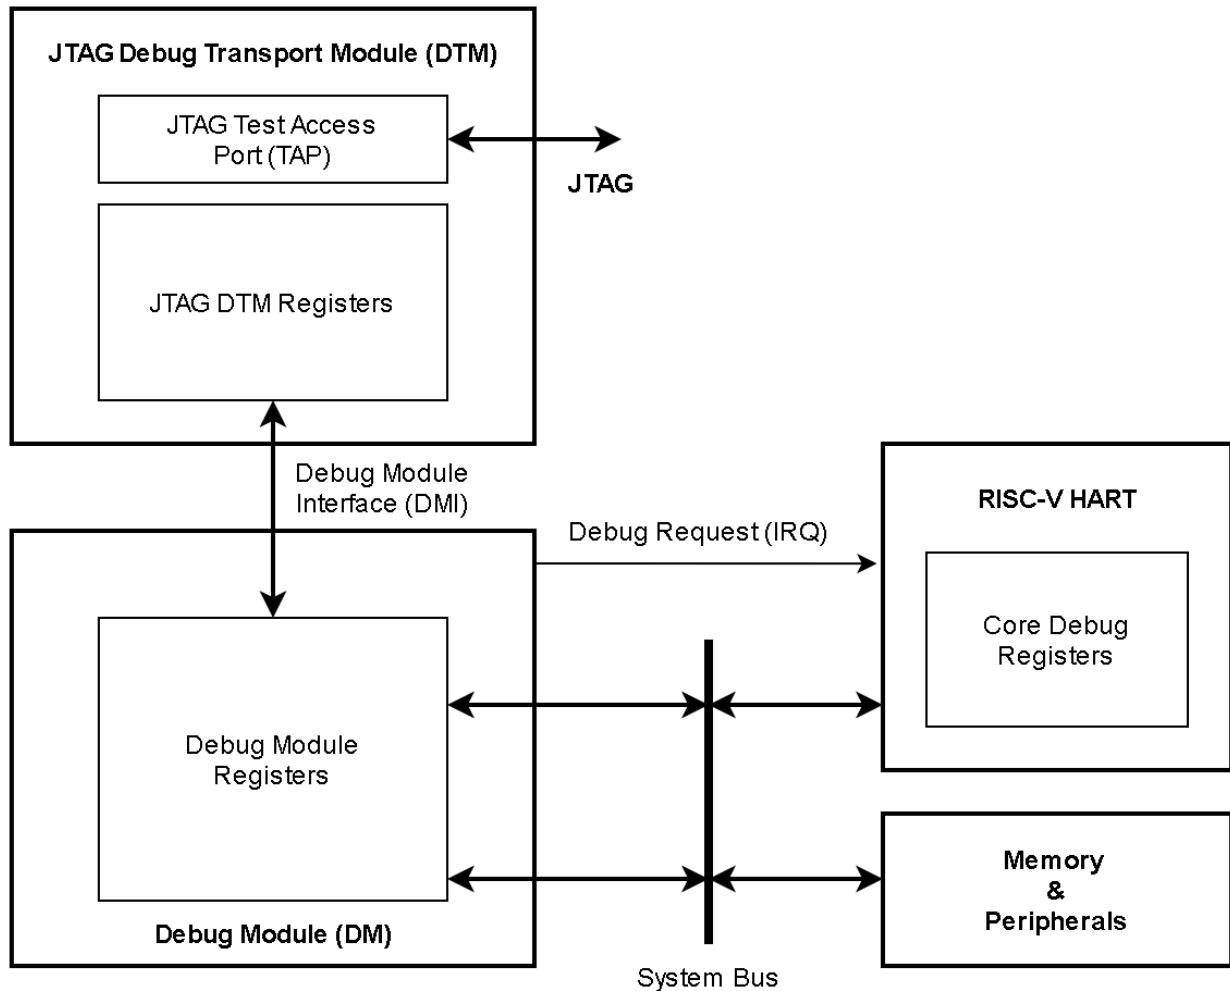 JTAG Debug Transport Module (DTM)
JTAG Test Access
Port (TAP)
JTAG
JTAG DTM Registers
Debug Module
Interface (DMI)
Debug Request (IRQ)
RISC-V HART
Core Debug
Registers
Debug Module
Registers
Debug Module (DM)
Memory
&
Peripherals
System Bus